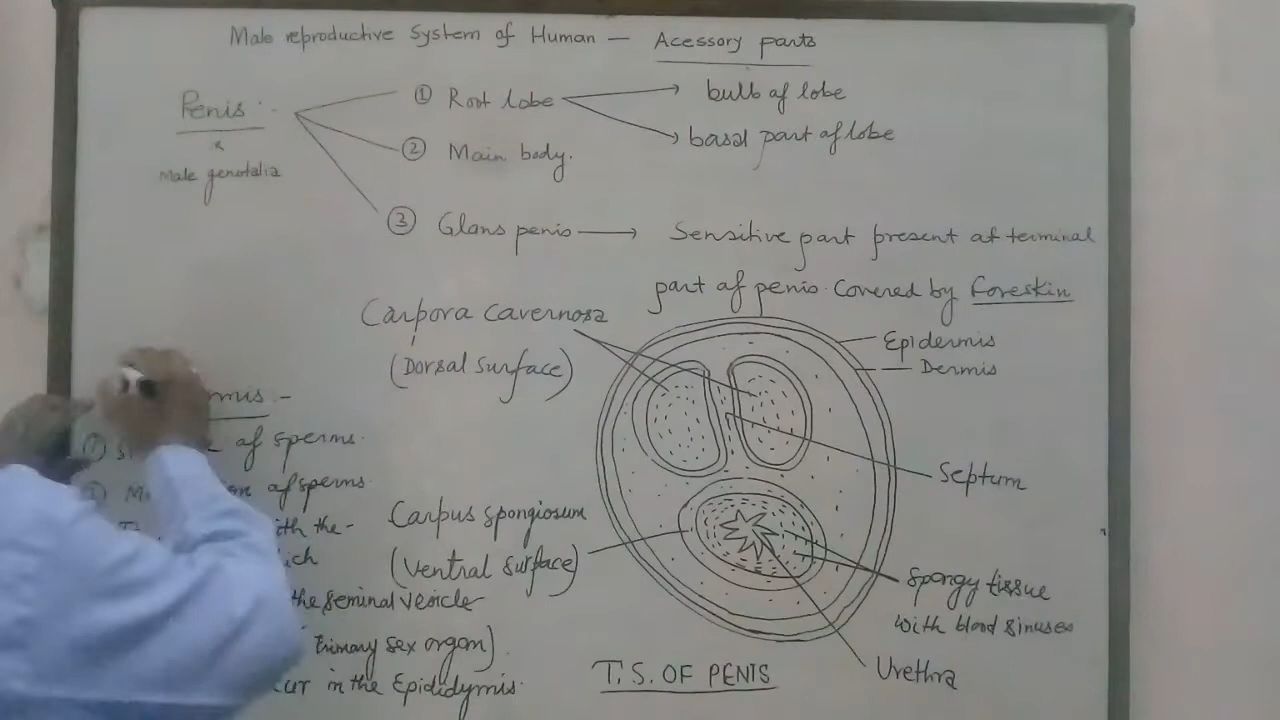 Male reproductive System of Human — Acessory parts
Penis :-
Male genotalia
① Root lobe
bulb of lobe
basal part of lobe
② Main body.
③ Glans penis → Sensitive part present at terminal
part of penis. Covered by Foreskin
Carpora cavernosa
(Dorsal surface)
Epidermis
Dermis
Septum
Carpus spongiosum
(Ventral surface)
Spongy tissue
with blood sinuses
Urethra
T.S. OF PENIS
of sperms.
of sperms.
with the-
the seminal vesicle
Primary sex organ)
in the Epididymis.